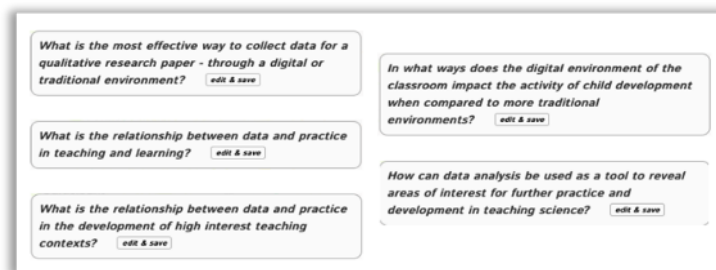 What is the most effective way to collect data for a
qualitative research paper - through a digital or
traditional environment? edit & save
What is the relationship between data and practice
in teaching and learning? edit & save
What is the relationship between data and practice
in the development of high interest teaching
contexts? edit & save
In what ways does the digital environment of the
classroom impact the activity of child development
when compared to more traditional
environments? edit & save
How can data analysis be used as a tool to reveal
areas of interest for further practice and
development in teaching science? edit & save